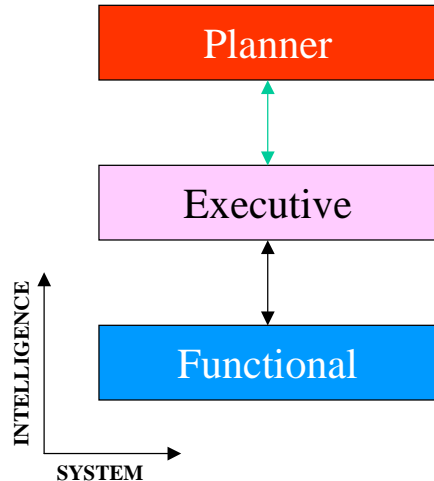 Planner
Executive
Functional
INTELLIGENCE
SYSTEM